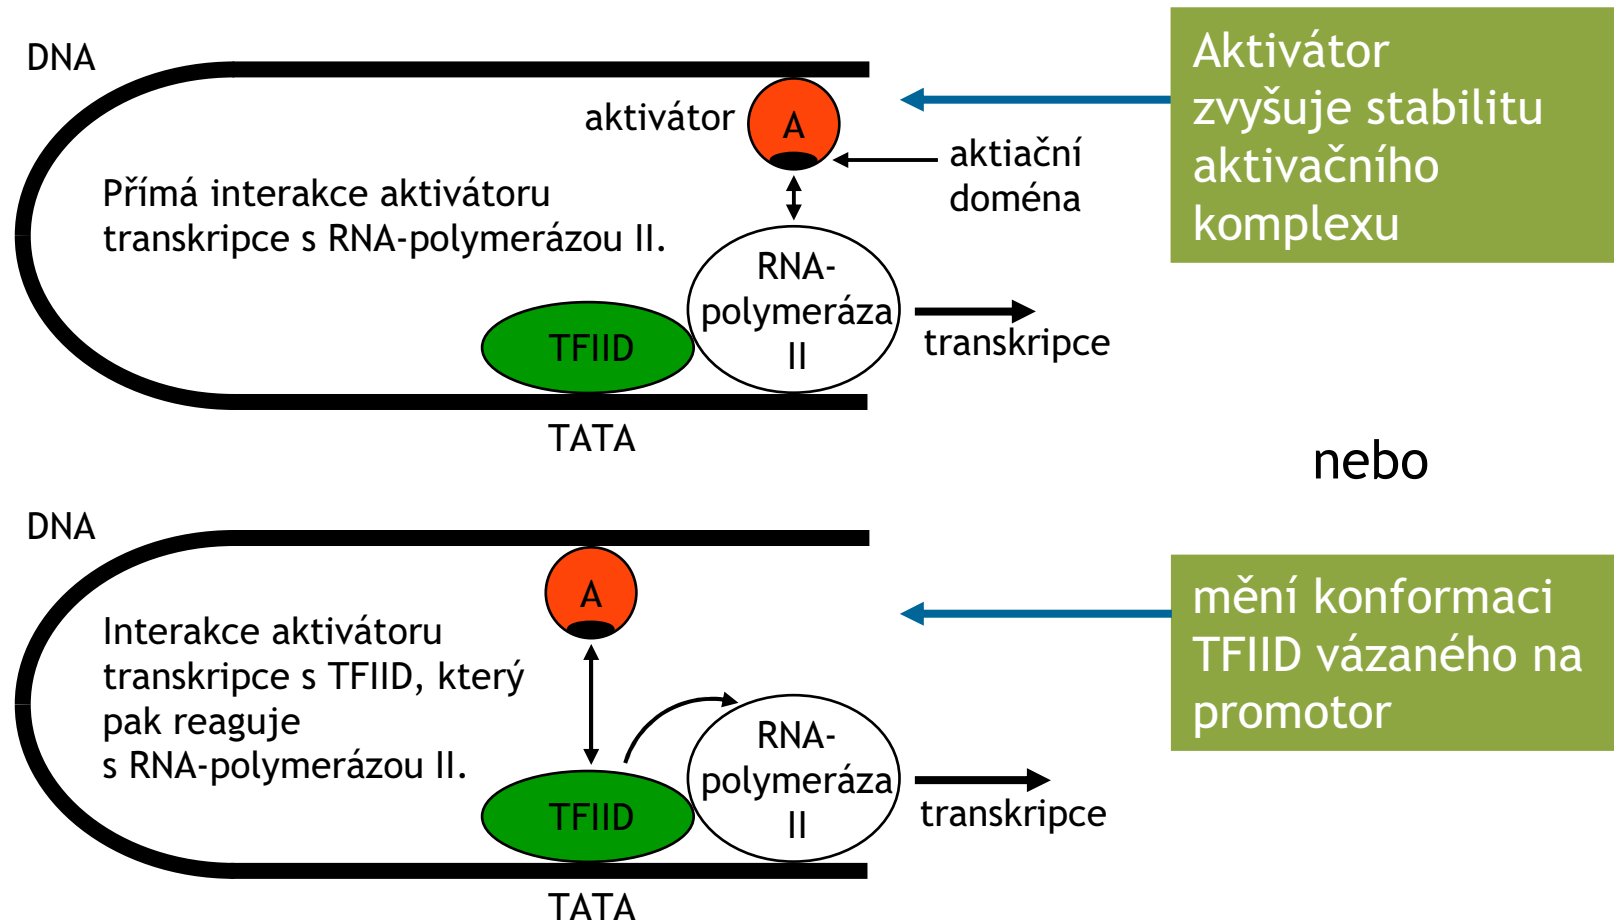 DNA
aktivátor
A
aktiační
doména
Přímá interakce aktivátoru
transkripce s RNA-polymerázou II.
RNA-
polymeráza
II
TFIID
transkripce
TATA
Aktivátor
zvyšuje stabilitu
aktivačního
komplexu
nebo
DNA
A
Interakce aktivátoru
transkripce s TFIID, který
pak reaguje
s RNA-polymerázou II.
RNA-
polymeráza
II
TFIID
transkripce
TATA
mění konformaci
TFIID vázaného na
promotor